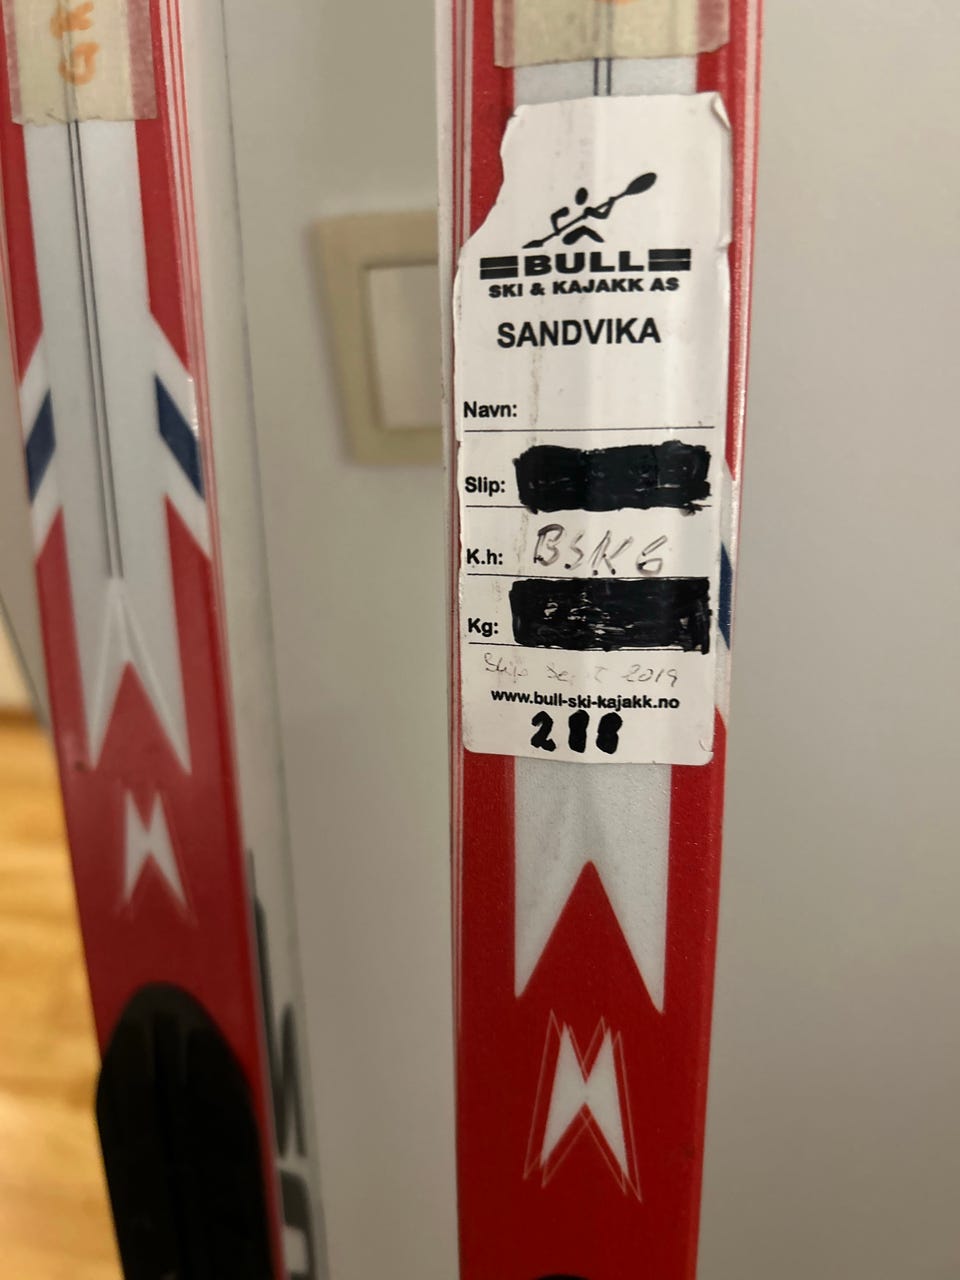 BULL
SKI & KAJAKK AS
SANDVIKA
Navn:
Slip:
K.h: BSK6
Kg:
Slip Sept 2019
www.bull-ski-kajakk.no
288